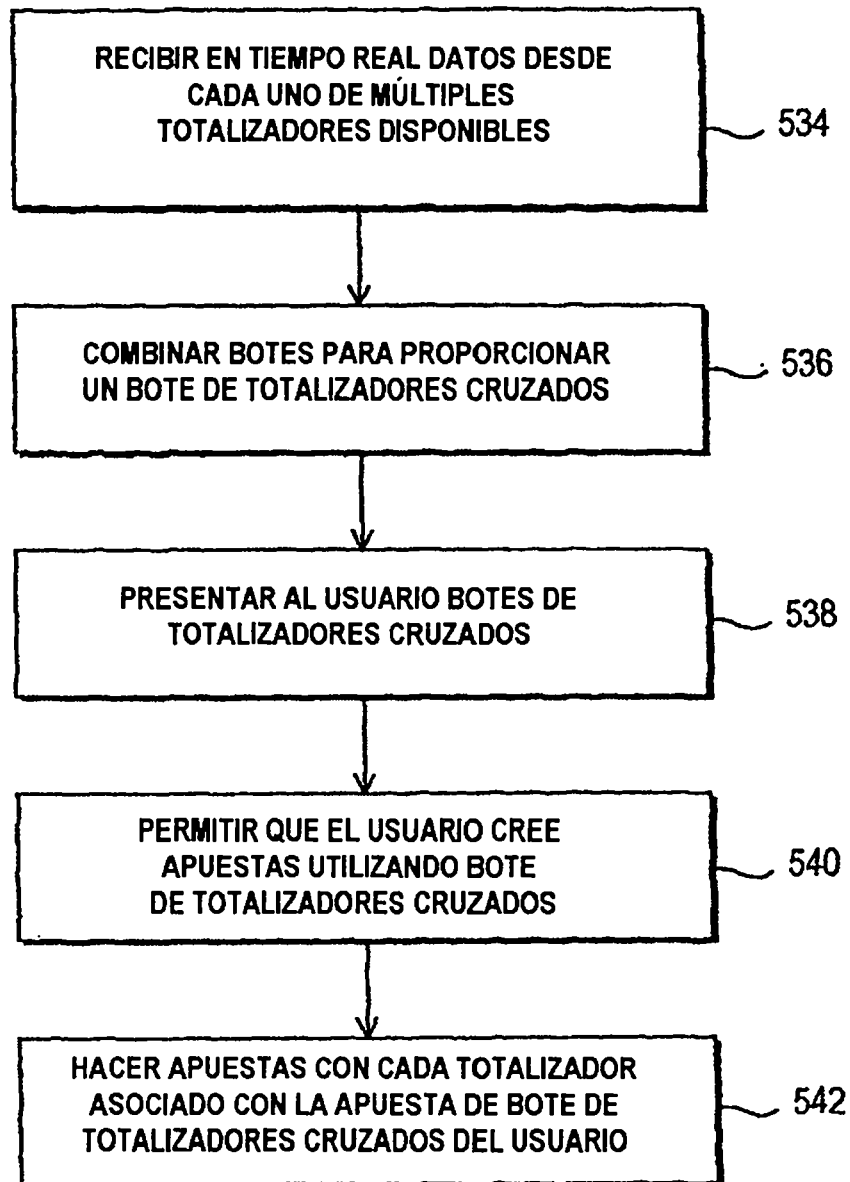 RECIBIR EN TIEMPO REAL DATOS DESDE
CADA UNO DE MÚLTIPLES
TOTALIZADORES DISPONIBLES
534
COMBINAR BOTES PARA PROPORCIONAR
UN BOTE DE TOTALIZADORES CRUZADOS
536
PRESENTAR AL USUARIO BOTES DE
TOTALIZADORES CRUZADOS
538
PERMITIR QUE EL USUARIO CREE
APUESTAS UTILIZANDO BOTE
DE TOTALIZADORES CRUZADOS
540
HACER APUESTAS CON CADA TOTALIZADOR
ASOCIADO CON LA APUESTA DE BOTE DE
TOTALIZADORES CRUZADOS DEL USUARIO
542